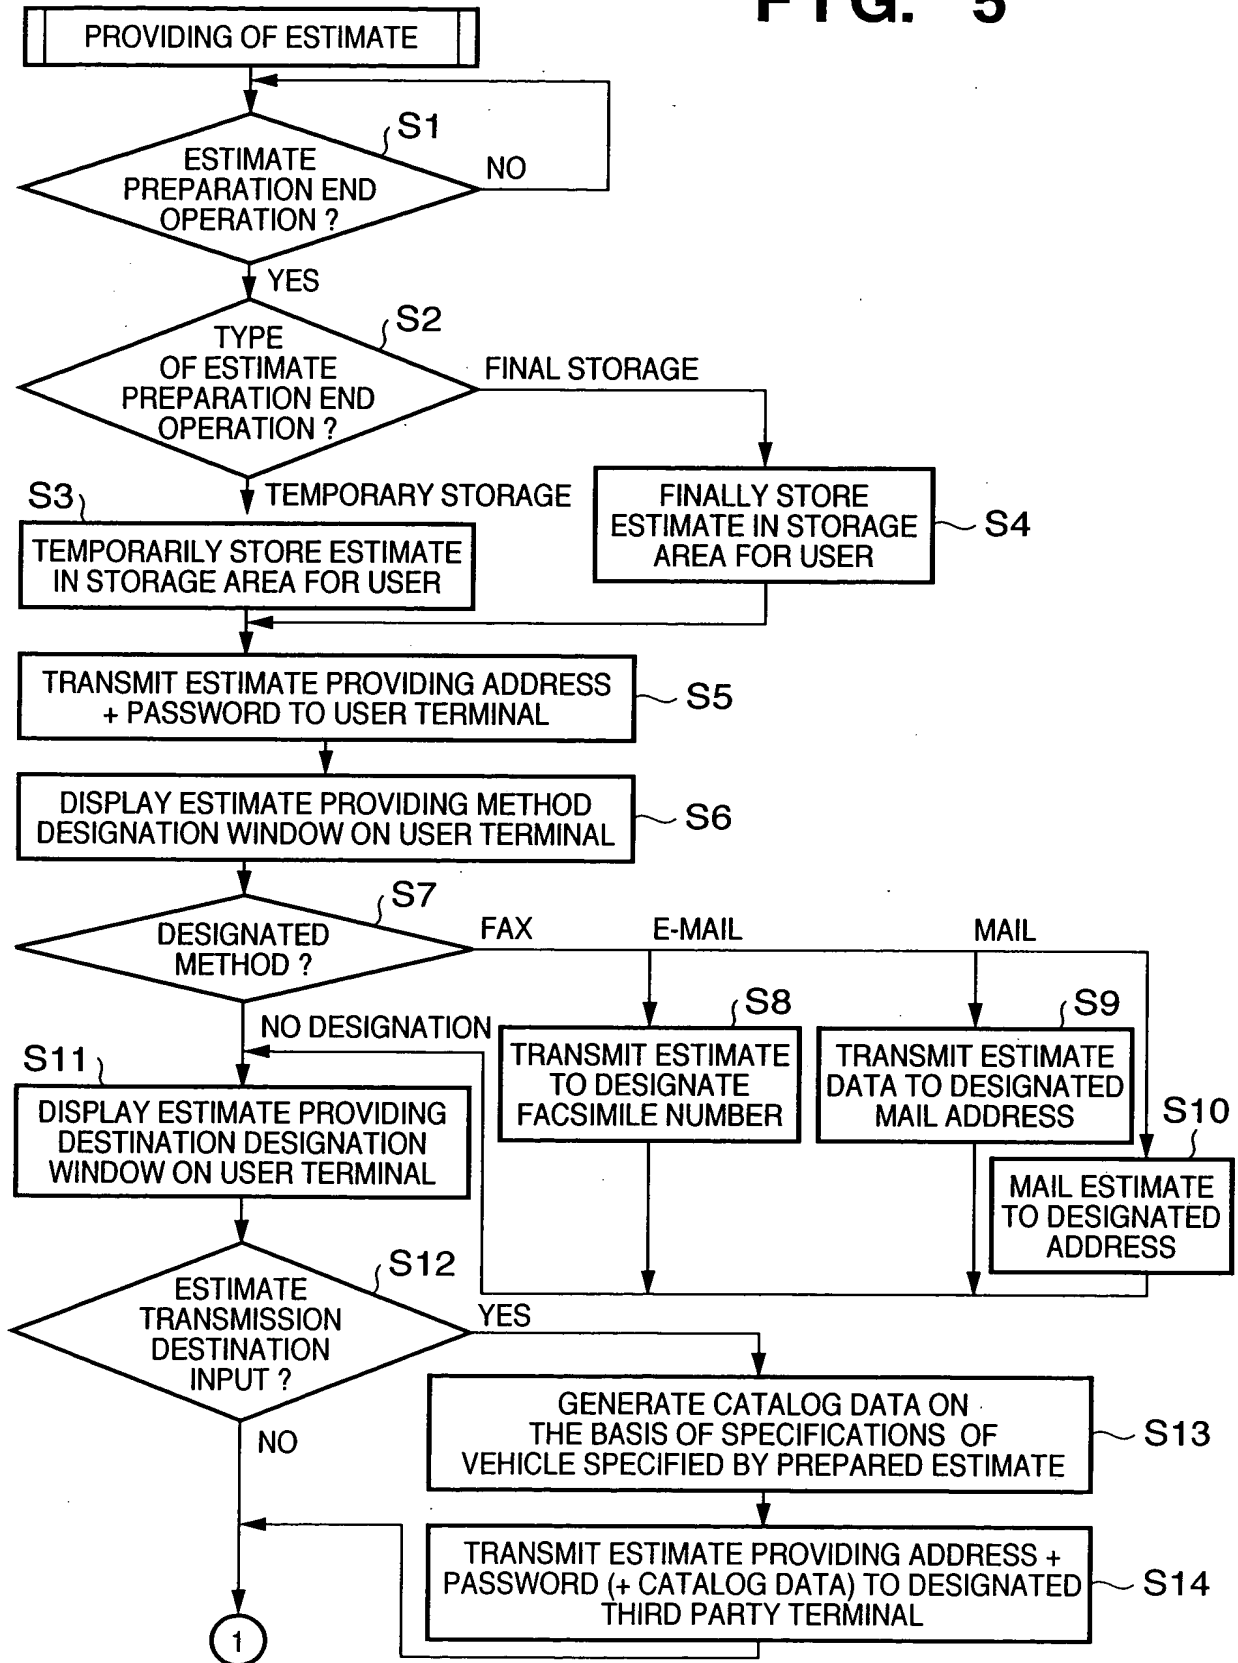 FIG. 5
PROVIDING OF ESTIMATE
S1
ESTIMATE
PREPARATION END
OPERATION ?
NO
YES
S2
TYPE
OF ESTIMATE
PREPARATION END
OPERATION ?
FINAL STORAGE
TEMPORARY STORAGE
S3
TEMPORARILY STORE ESTIMATE
IN STORAGE AREA FOR USER
FINALLY STORE
ESTIMATE IN STORAGE
AREA FOR USER
S4
TRANSMIT ESTIMATE PROVIDING ADDRESS
+ PASSWORD TO USER TERMINAL
S5
DISPLAY ESTIMATE PROVIDING METHOD
DESIGNATION WINDOW ON USER TERMINAL
S6
S7
DESIGNATED
METHOD ?
FAX
E-MAIL
MAIL
NO DESIGNATION
S8
TRANSMIT ESTIMATE
TO DESIGNATE
FACSIMILE NUMBER
S9
TRANSMIT ESTIMATE
DATA TO DESIGNATED
MAIL ADDRESS
S10
MAIL ESTIMATE
TO DESIGNATED
ADDRESS
S11
DISPLAY ESTIMATE PROVIDING
DESTINATION DESIGNATION
WINDOW ON USER TERMINAL
S12
ESTIMATE
TRANSMISSION
DESTINATION
INPUT ?
YES
NO
GENERATE CATALOG DATA ON
THE BASIS OF SPECIFICATIONS OF
VEHICLE SPECIFIED BY PREPARED ESTIMATE
S13
TRANSMIT ESTIMATE PROVIDING ADDRESS +
PASSWORD (+ CATALOG DATA) TO DESIGNATED
THIRD PARTY TERMINAL
S14
1